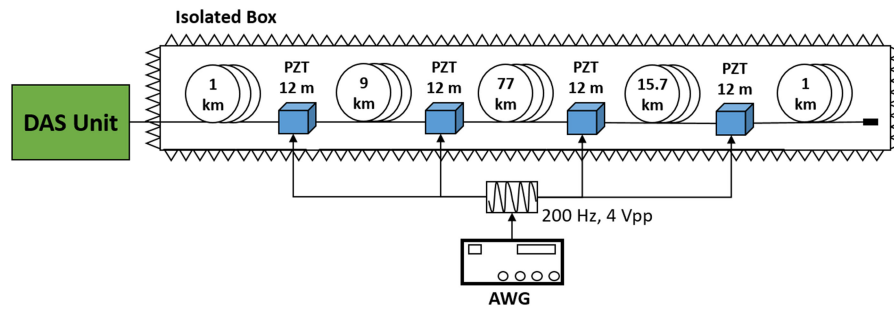 Isolated Box
DAS Unit
1
km
PZT
12 m
9
km
PZT
12 m
77
km
PZT
12 m
15.7
km
PZT
12 m
1
km
200 Hz, 4 Vpp
AWG